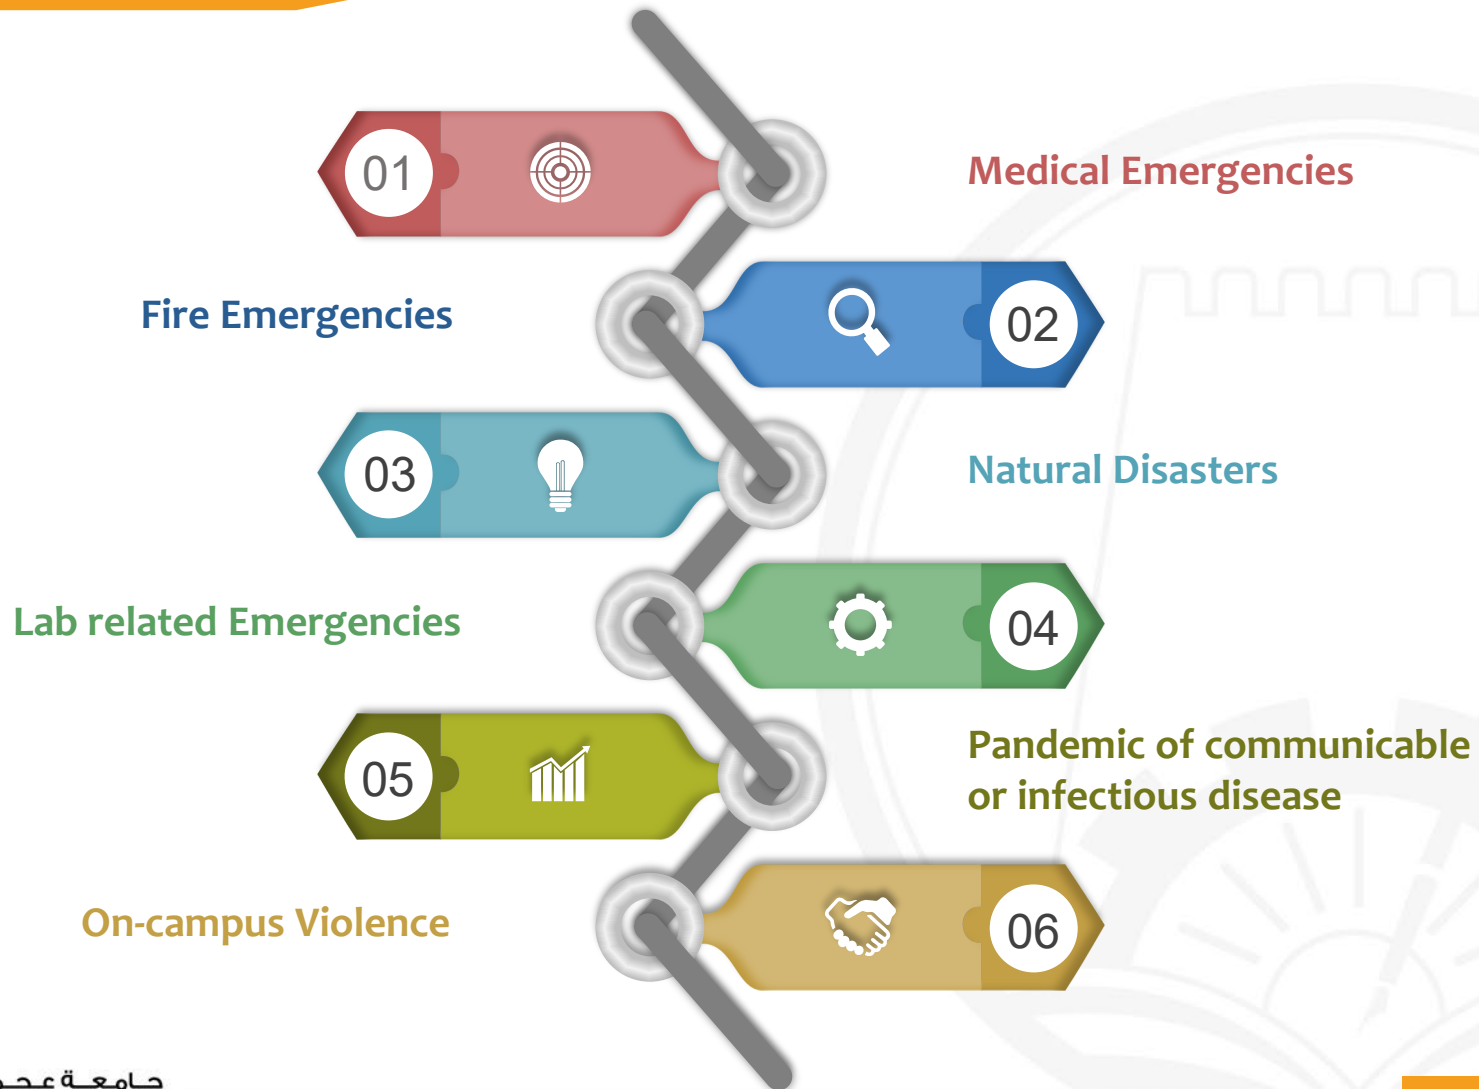 01
Medical Emergencies
Fire Emergencies
02
03
Natural Disasters
Lab related Emergencies
04
05
Pandemic of communicable
or infectious disease
On-campus Violence
06
جامعة